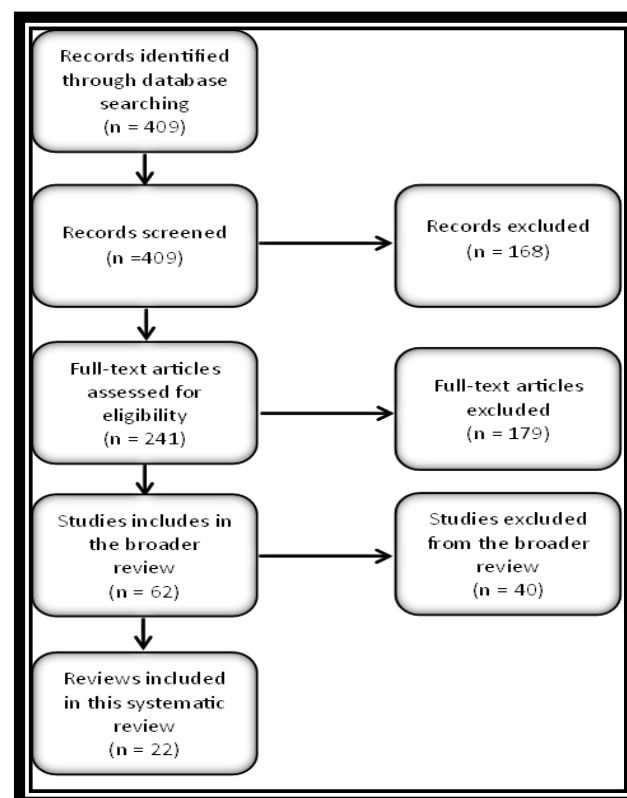 Records identified
through database
searching
(n = 409)
Records screened
(n =409)
Records excluded
(n = 168)
Full-text articles
assessed for
eligibility
(n = 241)
Full-text articles
excluded
(n = 179)
Studies includes in
the broader
review
(n = 62)
Studies excluded
from the broader
review
(n = 40)
Reviews included
in this systematic
review
(n = 22)